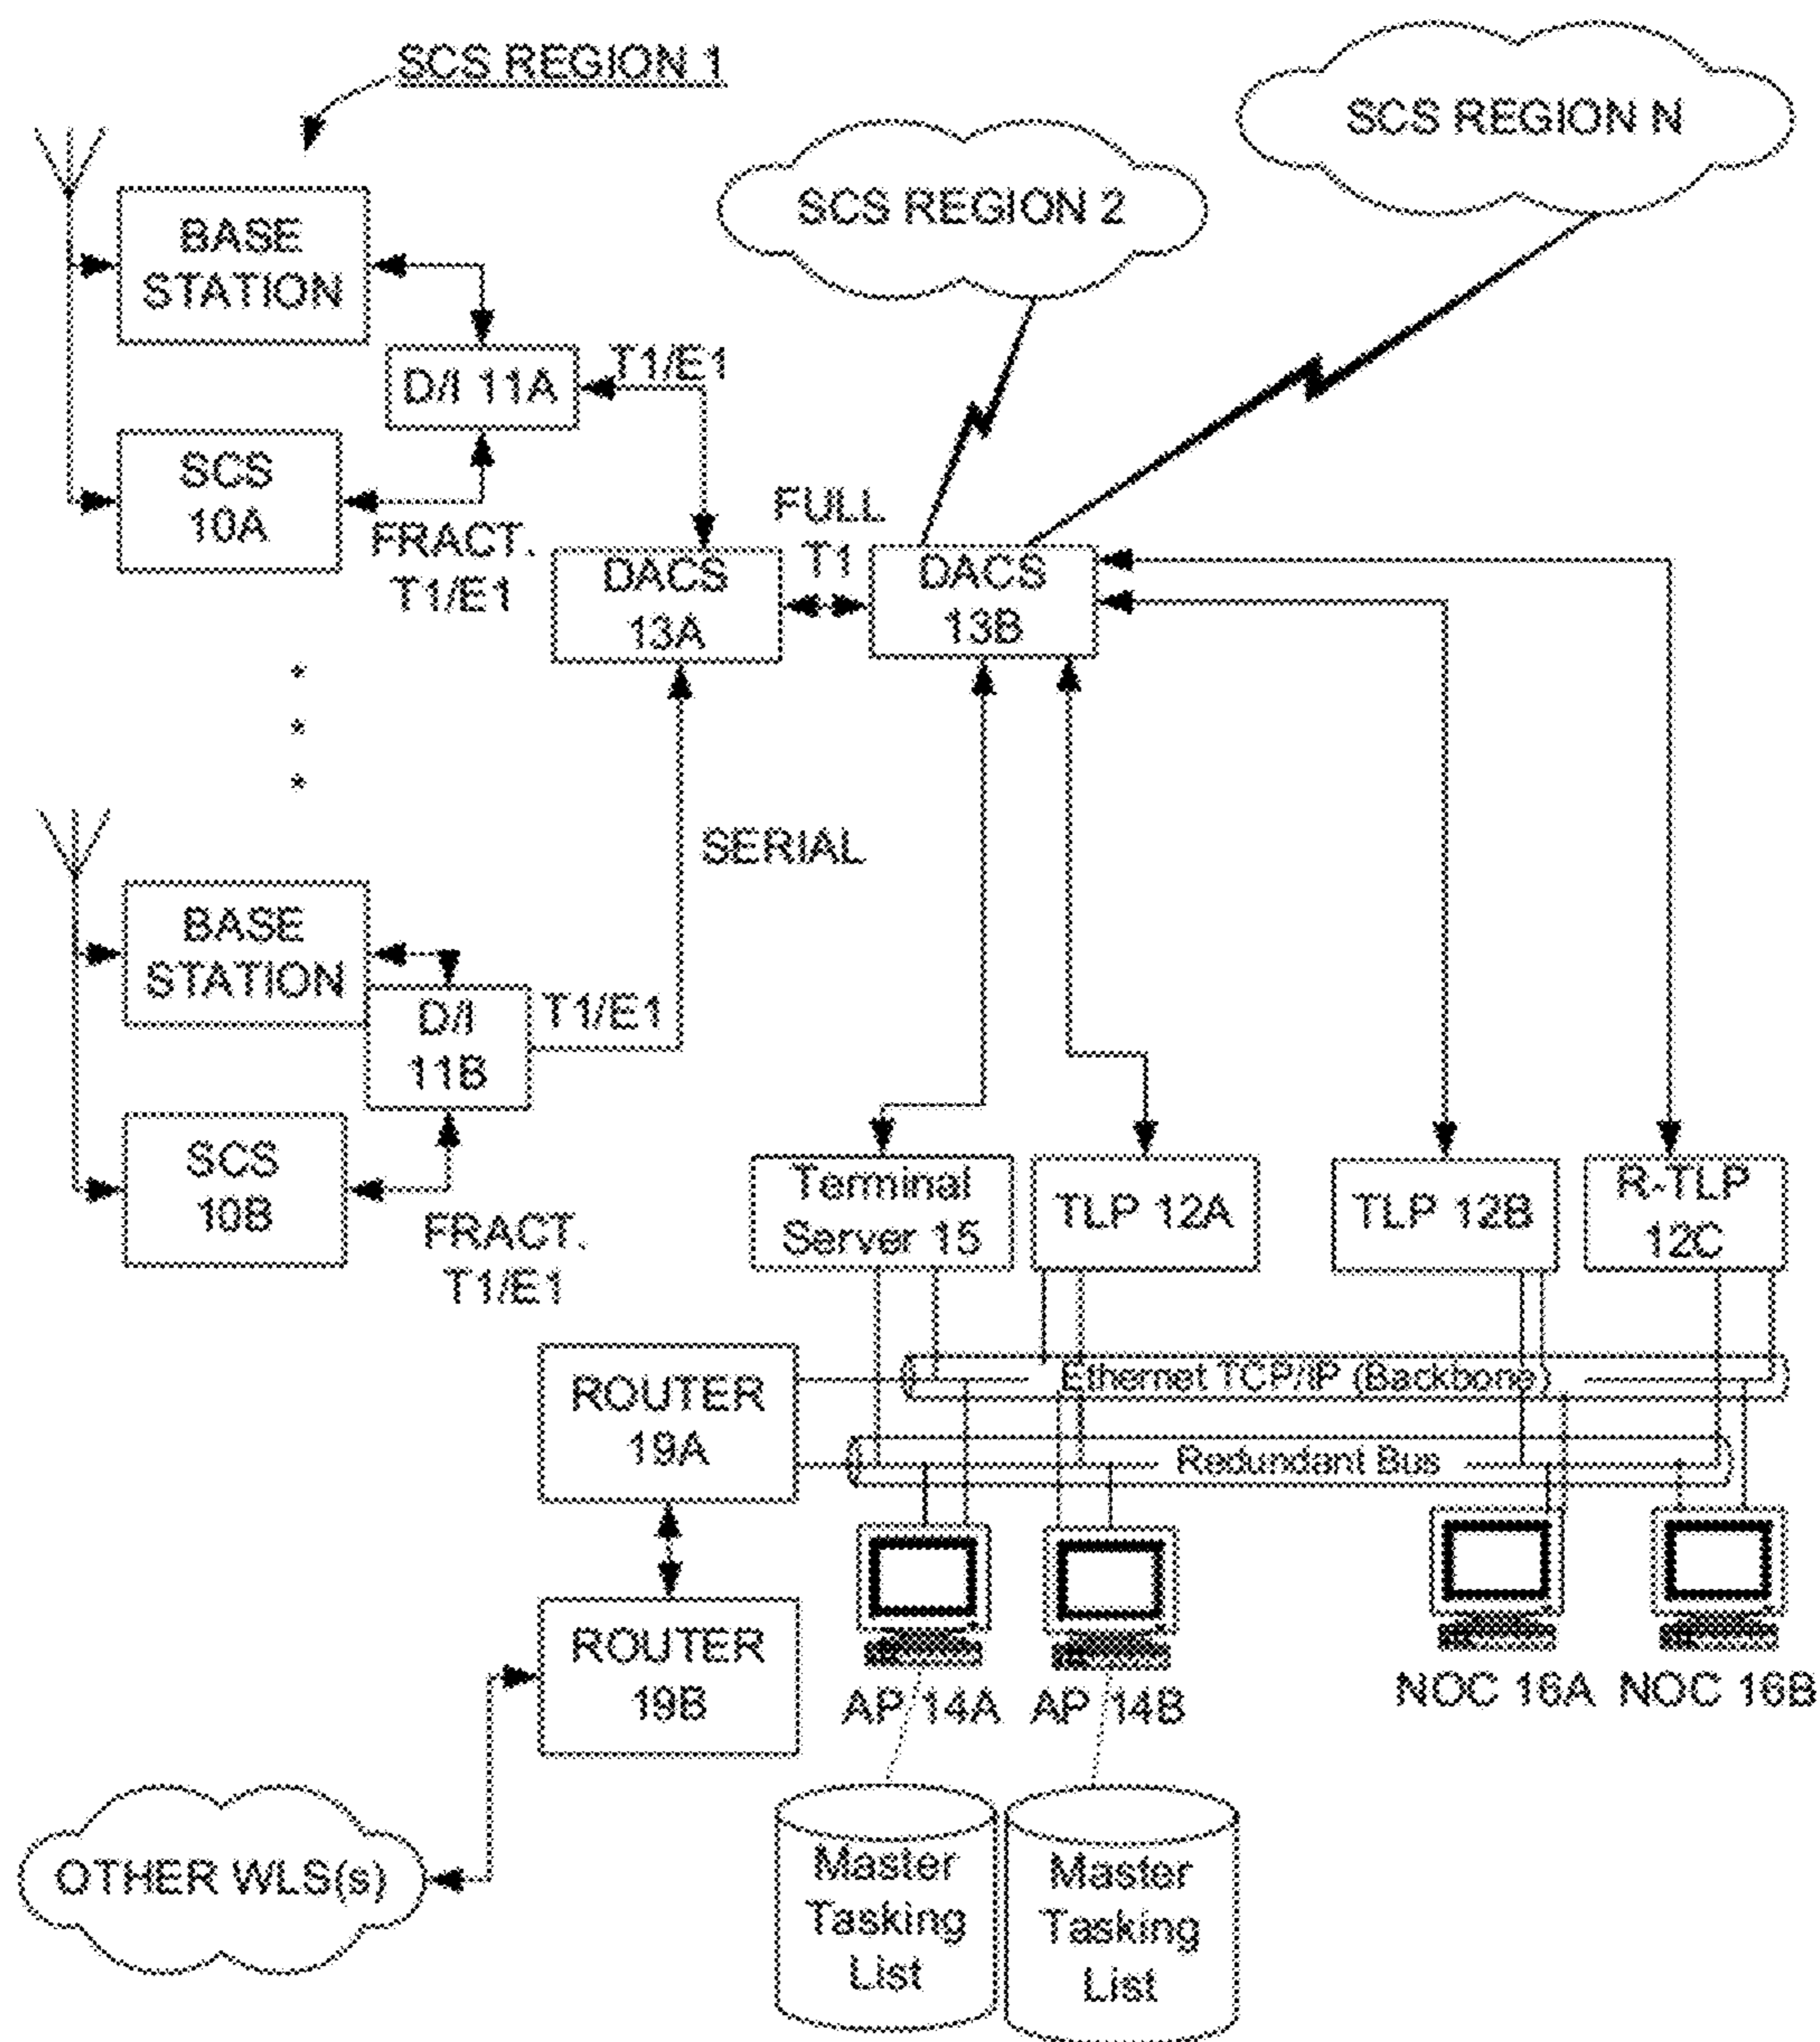 SCS REGION 1
SCS REGION N
SCS REGION 2
BASE
STATION
D/I 11A
T1/E1
SCS
10A
FRACT.
T1/E1
FULL
T1
DACS
13A
DACS
13B
SERIAL
BASE
STATION
D/I
11B
T1/E1
SCS
10B
FRACT.
T1/E1
Terminal
Server 15
TLP 12A
TLP 12B
R-TLP
12C
Ethernet TCP/IP (Backbone)
Redundant Bus
ROUTER
19A
ROUTER
19B
AP 14A
AP 14B
NOC 16A
NOC 16B
OTHER WLS(s)
Master
Tasking
List
Master
Tasking
List